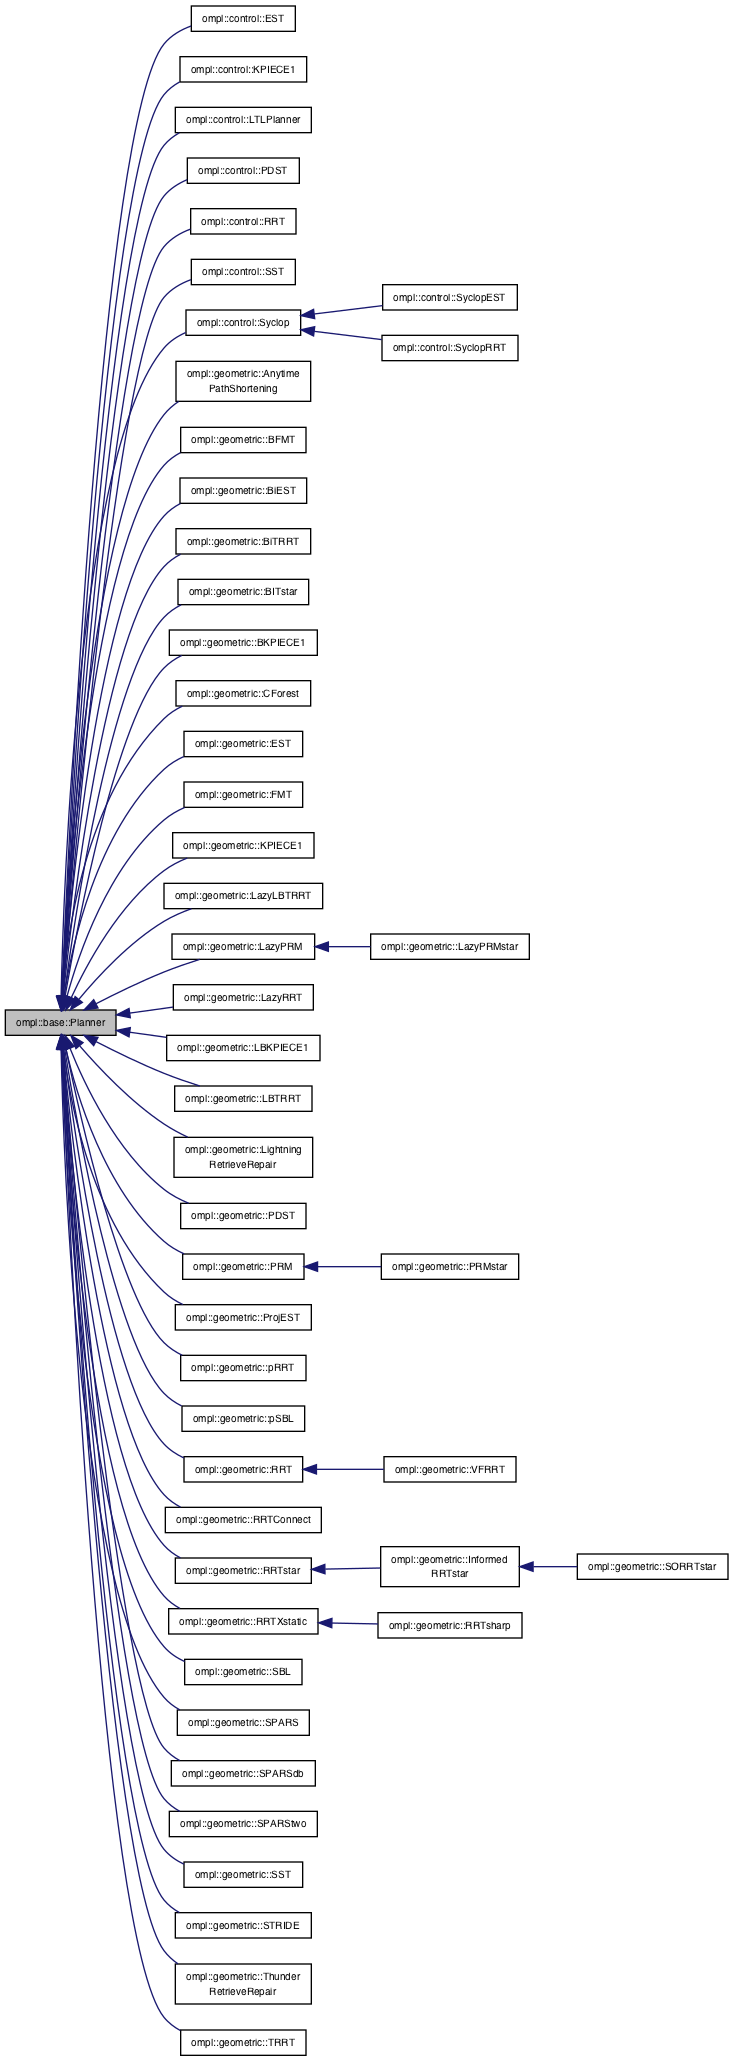 ompl::control::EST
ompl::control::KPIECE1
ompl::control::LTLPlanner
ompl::control::PDST
ompl::control::RRT
ompl::control::SST
ompl::control::SyclopEST
ompl::control::Syclop
ompl::control::SyclopRRT
ompl::geometric::Anytime
PathShortening
ompl::geometric::BFMT
ompl::geometric::BiEST
ompl::geometric::BiTRRT
ompl::geometric::BITstar
ompl::geometric::BKPIECE1
ompl::geometric::CForest
ompl::geometric::EST
ompl::geometric::FMT
ompl::geometric::KPIECE1
ompl::geometric::LazyLBTRRT
ompl::geometric::LazyPRM
ompl::geometric::LazyPRMstar
ompl::geometric::LazyRRT
ompl::base::Planner
ompl::geometric::LBKPIECE1
ompl::geometric::LBTRRT
ompl::geometric::Lightning
RetrieveRepair
ompl::geometric::PDST
ompl::geometric::PRM
ompl::geometric::PRMstar
ompl::geometric::ProjEST
ompl::geometric::pRRT
ompl::geometric::pSBL
ompl::geometric::RRT
ompl::geometric::VFRRT
ompl::geometric::RRTConnect
ompl::geometric::RRTstar
ompl::geometric::Informed
RRTstar
ompl::geometric::SORRTstar
ompl::geometric::RRTXstatic
ompl::geometric::RRTsharp
ompl::geometric::SBL
ompl::geometric::SPARS
ompl::geometric::SPARSdb
ompl::geometric::SPARStwo
ompl::geometric::SST
ompl::geometric::STRIDE
ompl::geometric::Thunder
RetrieveRepair
ompl::geometric::TRRT